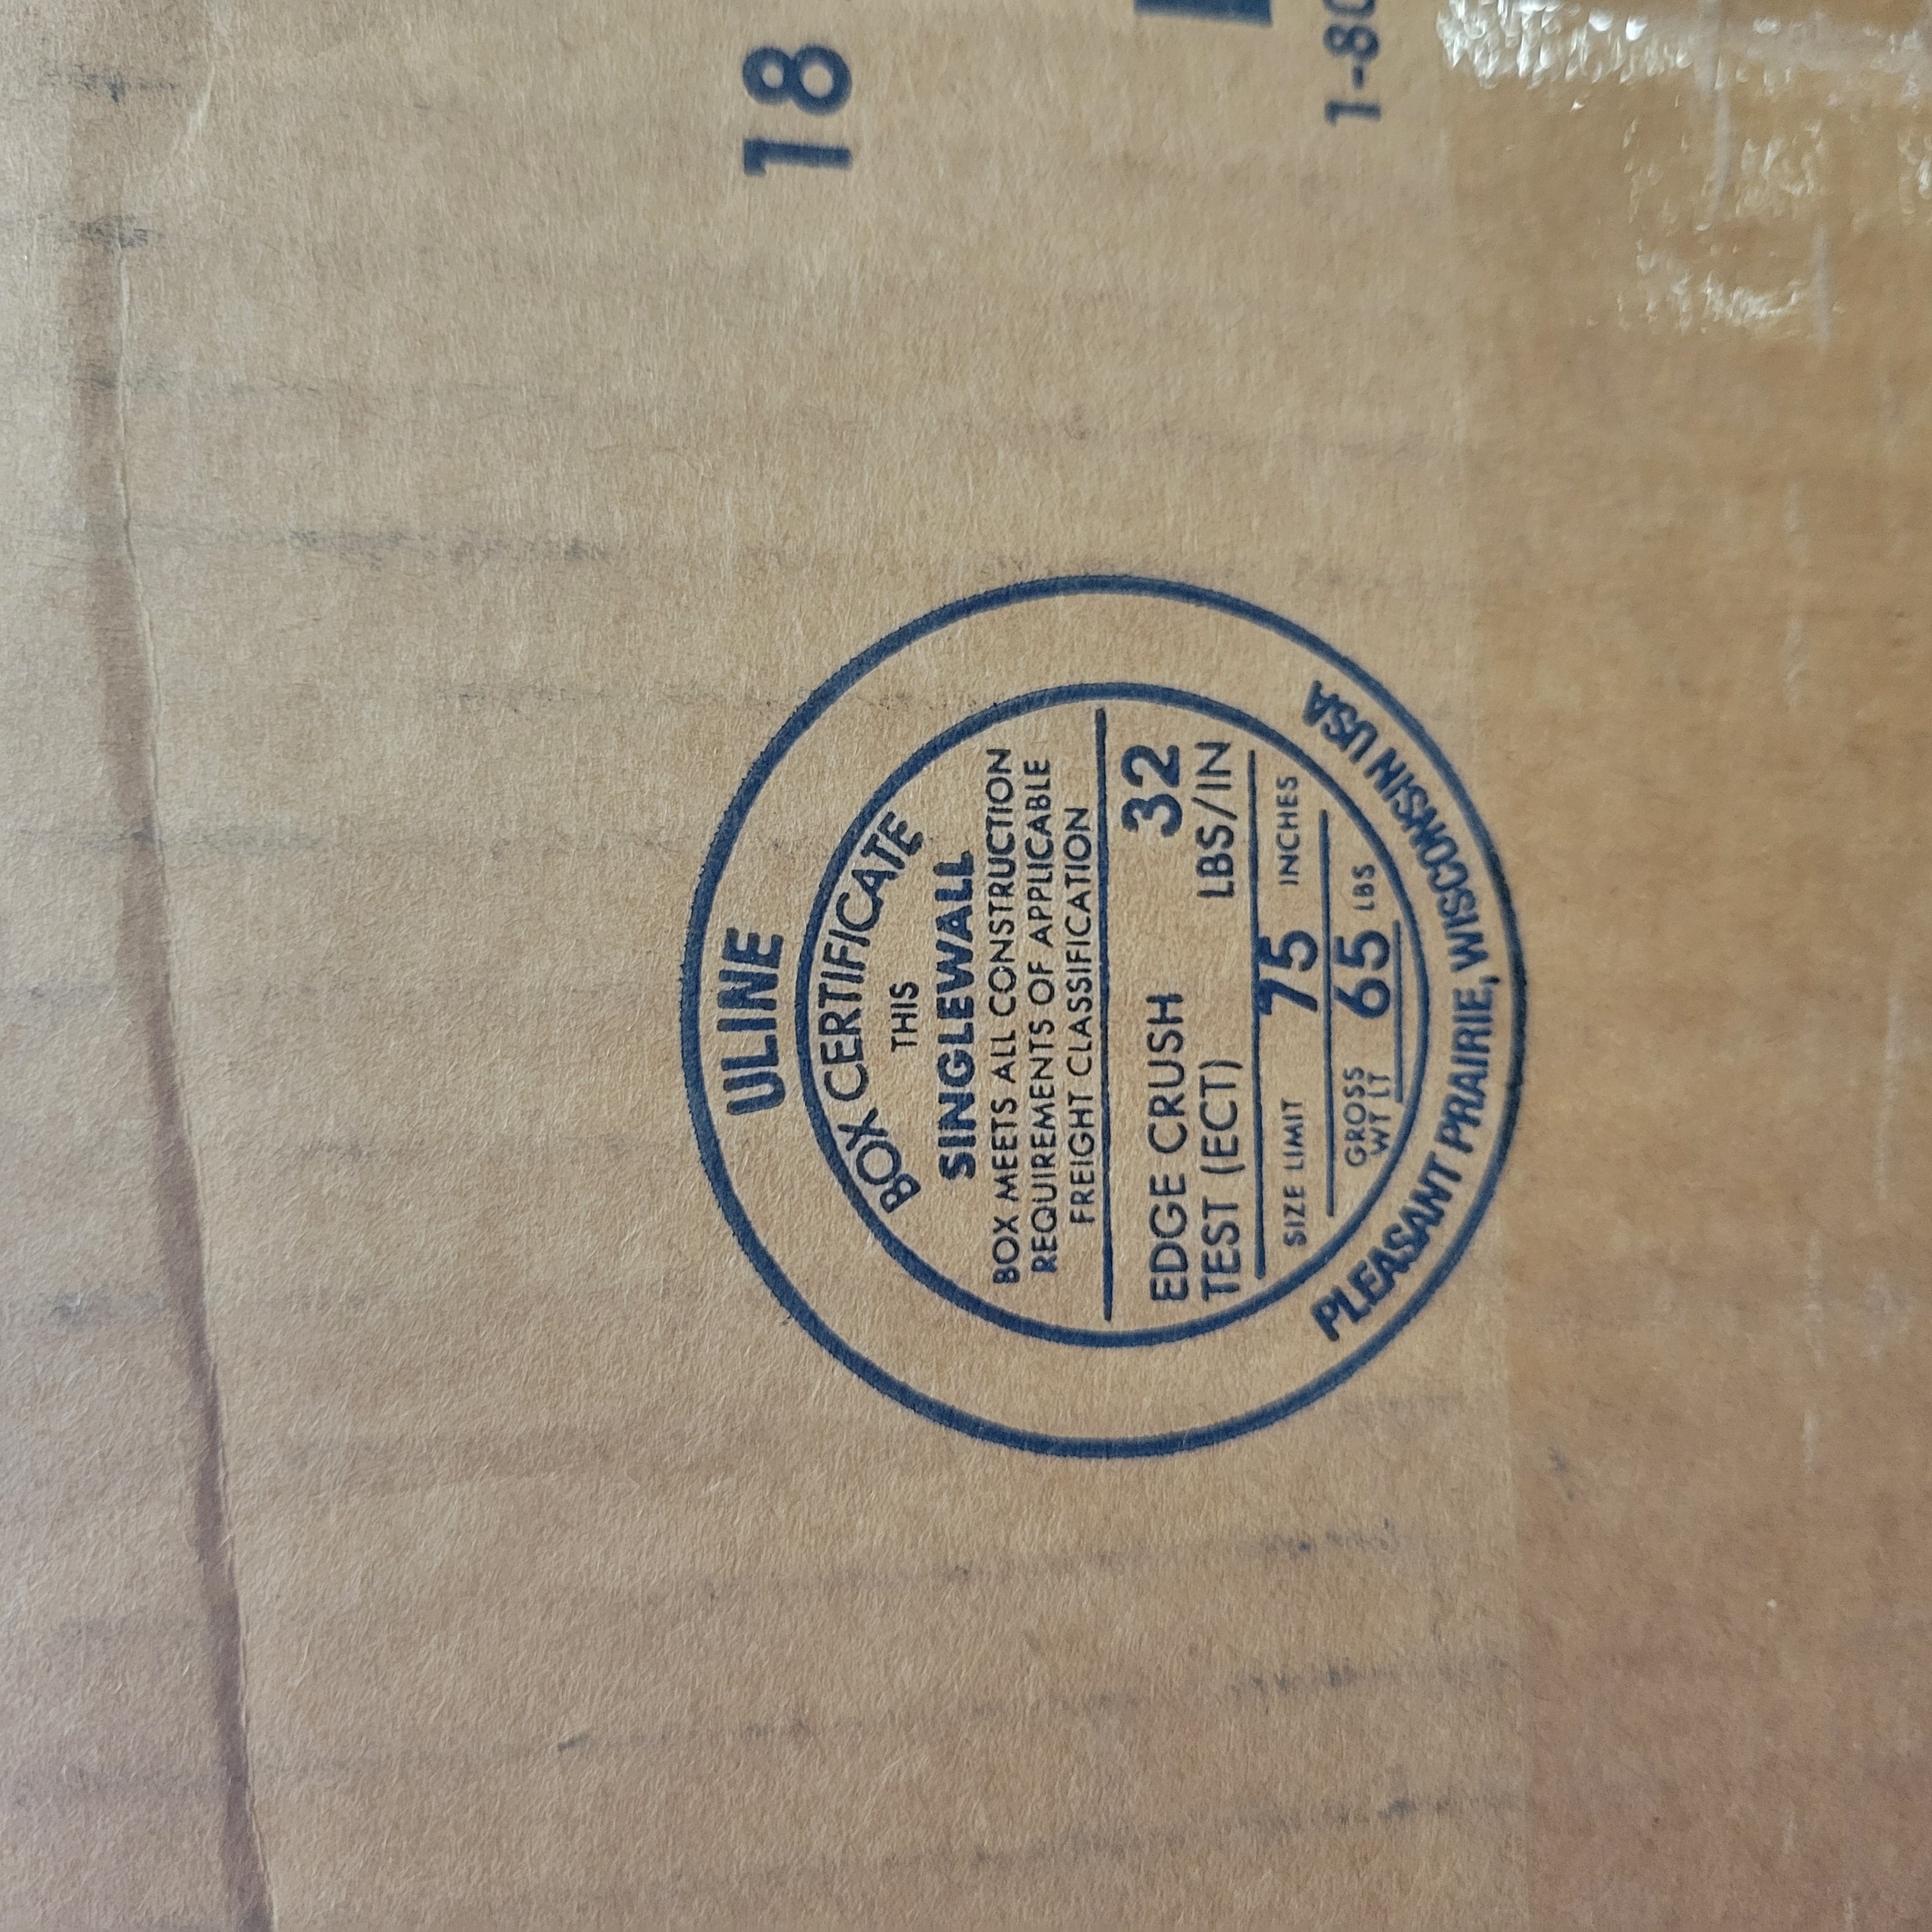 18
1-80
ULINE
BOX CERTIFICATE
THIS
SINGLEWALL
BOX MEETS ALL CONSTRUCTION
REQUIREMENTS OF APPLICABLE
FREIGHT CLASSIFICATION
EDGE CRUSH 32
TEST (ECT) LBS/IN
SIZE LIMIT 75 INCHES
GROSS
WT LT 65 LBS
PLEASANT PRAIRIE, WISCONSIN USA